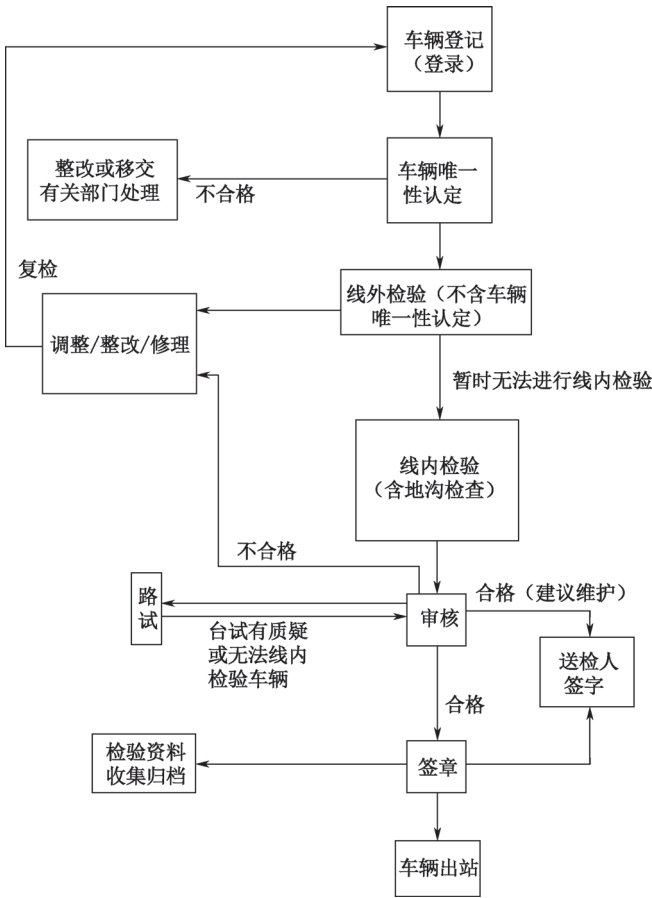 车辆登记
（登录）
整改或移交
有关部门处理
不合格
车辆唯一
性认定
复检
线外检验（不含车辆
唯一性认定）
调整/整改/修理
暂时无法进行线内检验
线内检验
（含地沟检查）
不合格
路
试
台试有质疑
或无法线内
检验车辆
审核
合格（建议维护）
送检人
签字
合格
检验资料
收集归档
签章
车辆出站